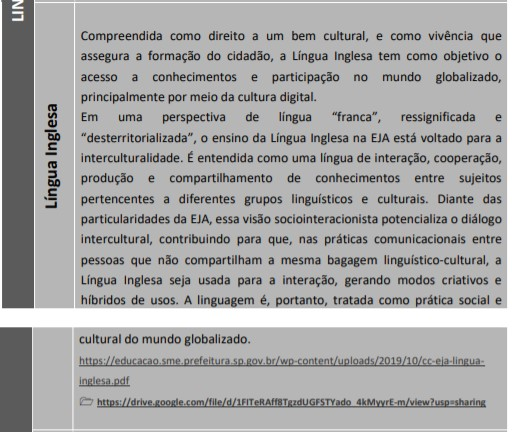 LIN
Língua Inglesa
Compreendida como direito a um bem cultural, e como vivência que
assegura a formação do cidadão, a Língua Inglesa tem como objetivo o
acesso a conhecimentos e participação no mundo globalizado,
principalmente por meio da cultura digital.
Em uma perspectiva de língua “franca”, ressignificada e
“desterritorializada”, o ensino da Língua Inglesa na EJA está voltado para a
interculturalidade. É entendida como uma língua de interação, cooperação,
produção e compartilhamento de conhecimentos entre sujeitos
pertencentes a diferentes grupos linguísticos e culturais. Diante das
particularidades da EJA, essa visão sociointeracionista potencializa o diálogo
intercultural, contribuindo para que, nas práticas comunicacionais entre
pessoas que não compartilham a mesma bagagem linguístico-cultural, a
Língua Inglesa seja usada para a interação, gerando modos criativos e
híbridos de usos. A linguagem é, portanto, tratada como prática social e
cultural do mundo globalizado.
https://educacao.sme.prefeitura.sp.gov.br/wp-content/uploads/2019/10/cc-eja-lingua-
inglesa.pdf
https://drive.google.com/file/d/1FITeRAffBTgzdUGFSTYado_4kMyyrE-m/view?usp=sharing